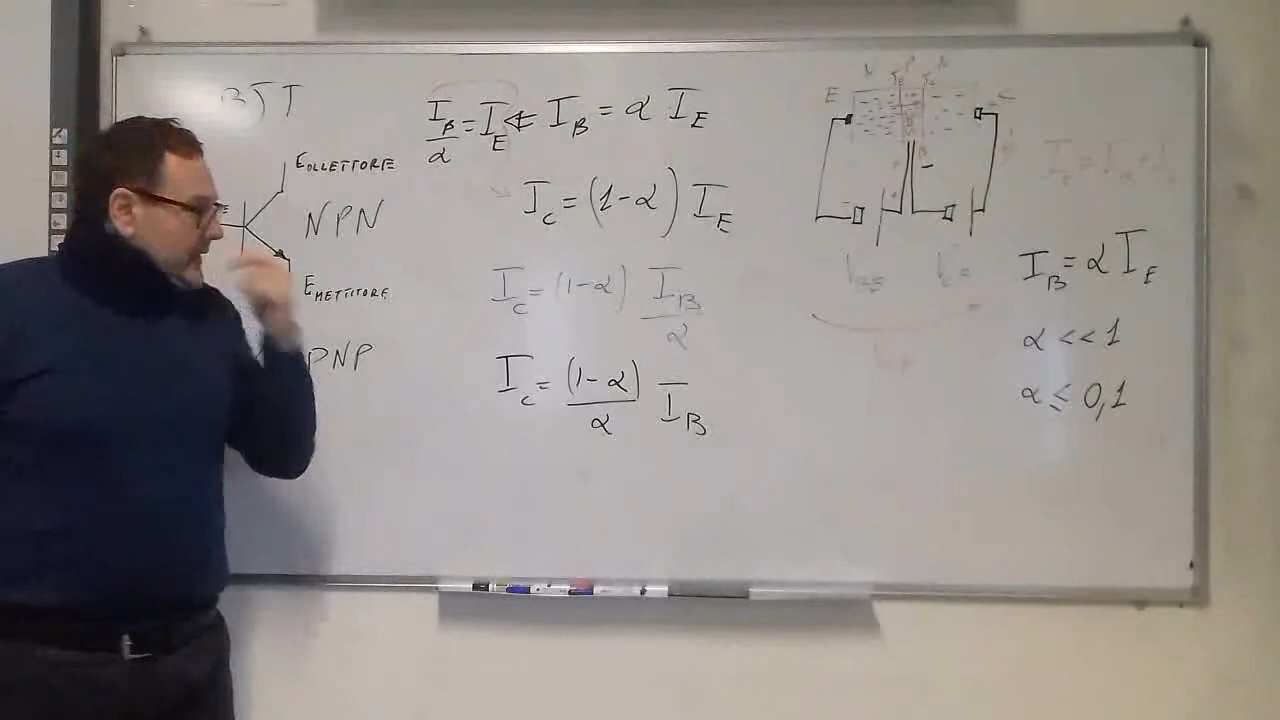 BJT
COLLETTORE
NPN
EMETTITORE
PNP
I_B/α = I_E ⇐ I_B = α I_E
I_C = (1-α) I_E
I_C = (1-α) I_B/α
I_C = (1-α)/α I_B
E
N
N
C
I_B = α I_E
α << 1
α ≤ 0,1